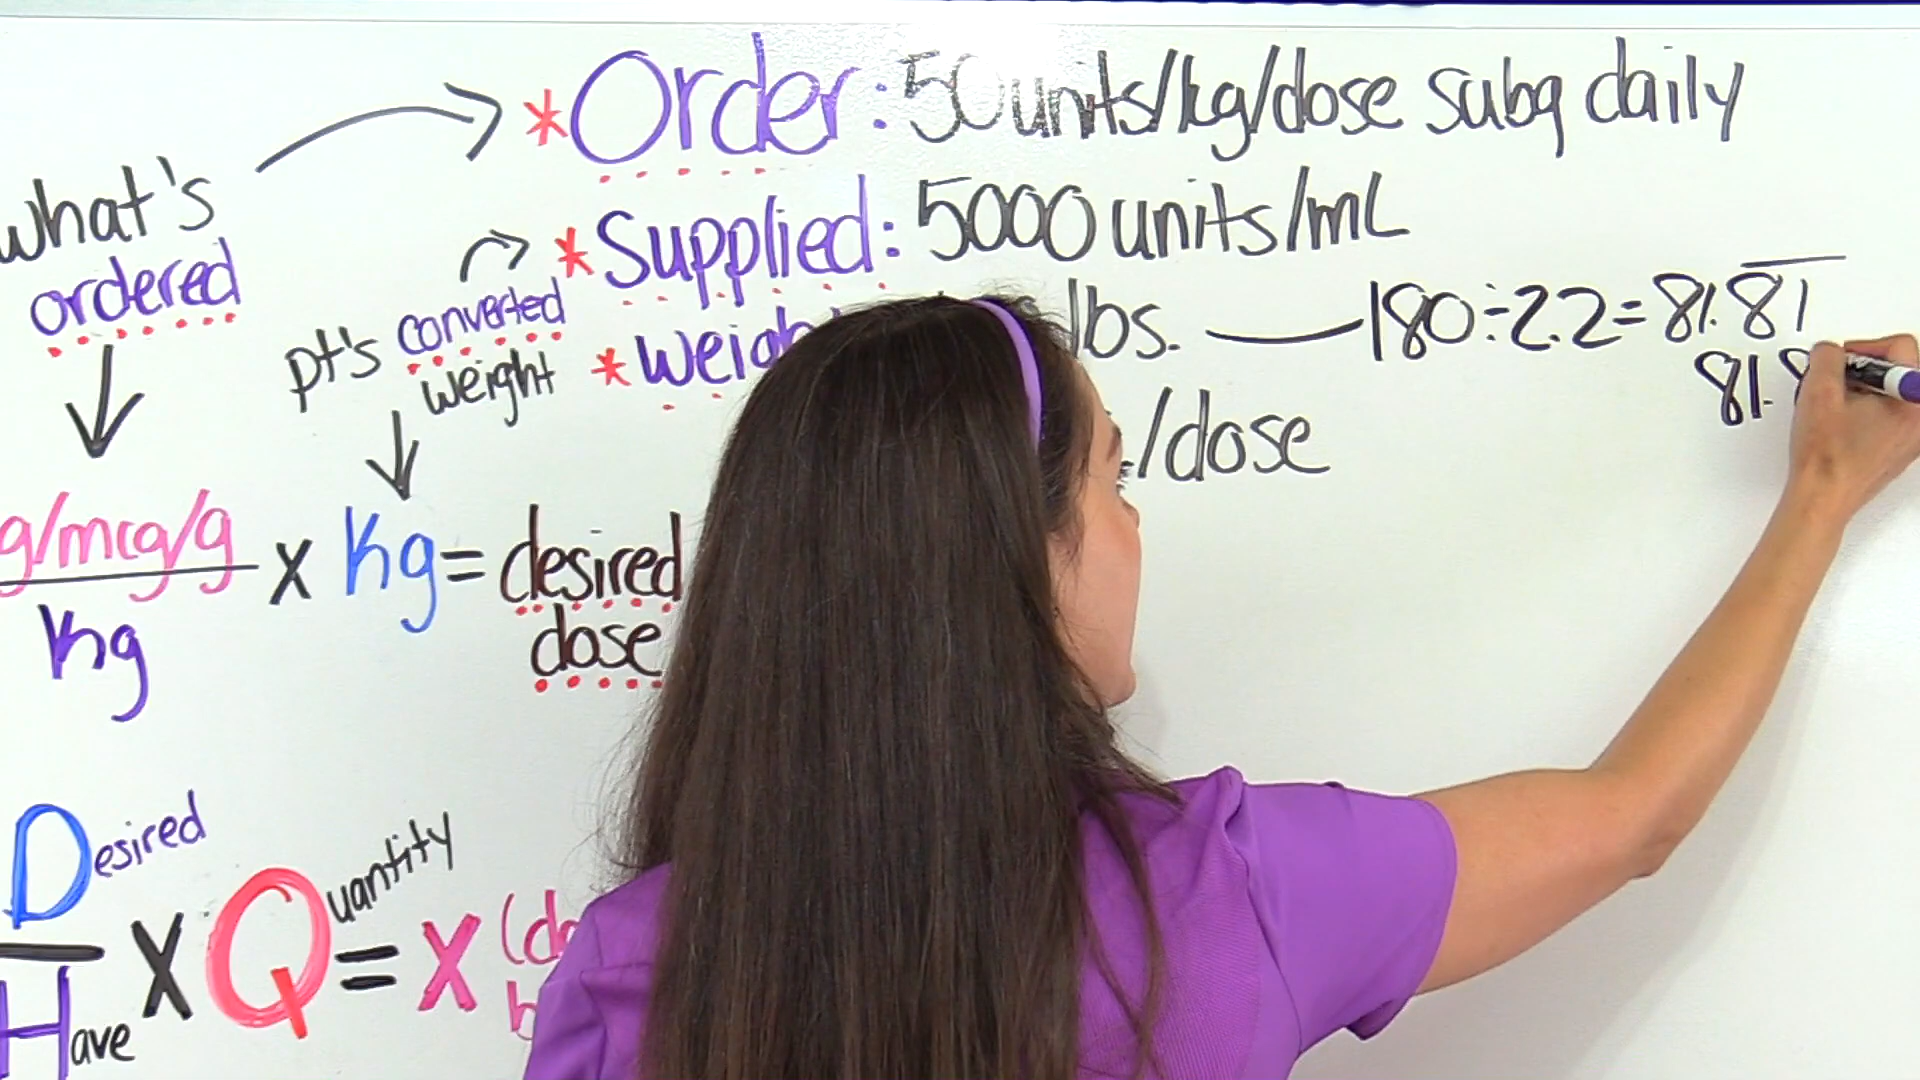 *Order: 50 units/kg/dose subq daily
what's ordered
*Supplied: 5000 units/mL
pt's converted weight
lbs. — 180÷2.2=81.81
81.
/dose
g/mcg/g
kg
x kg= desired dose
Desired
Have
x Quantity = x